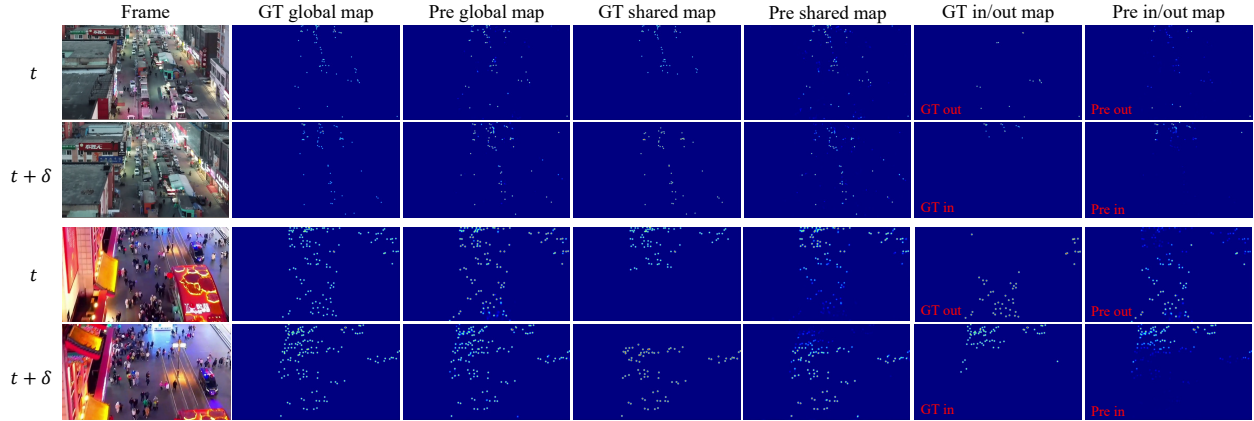 Frame GT global map Pre global map GT shared map Pre shared map GT in/out map Pre in/out map
t
GT out Pre out
t + δ
GT in Pre in
t
GT out Pre out
t + δ
GT in Pre in